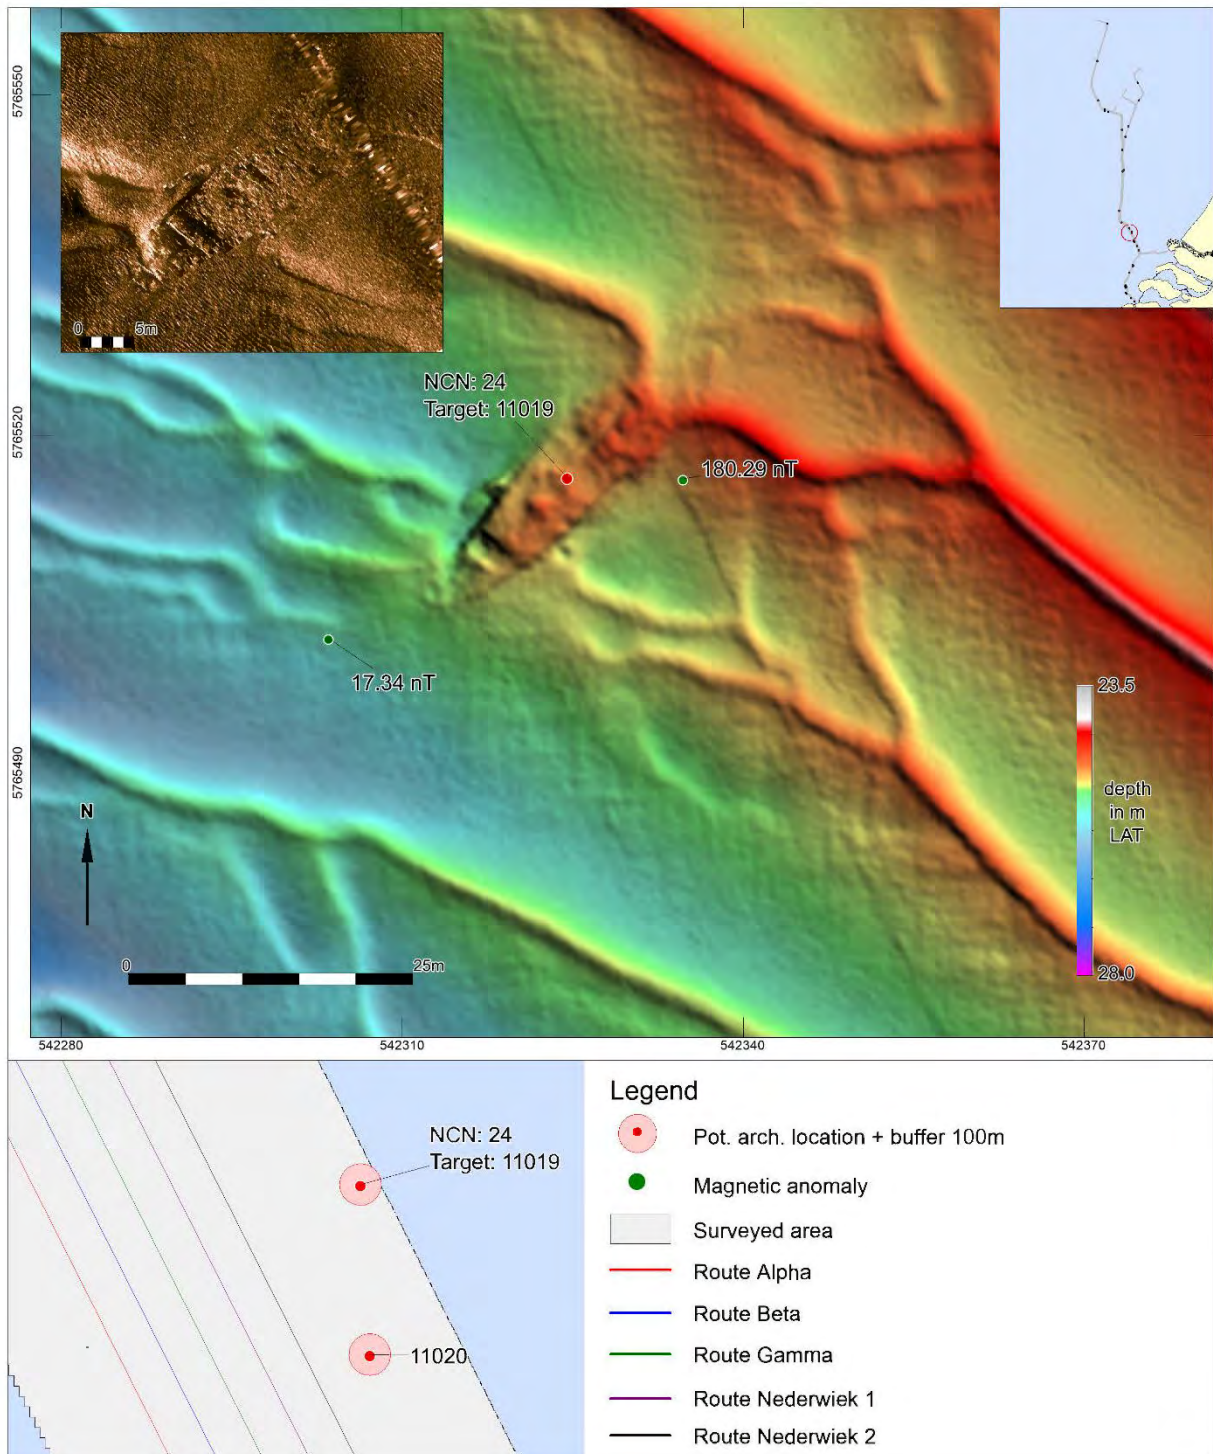 5765550
5765520
5765490
0
5m
NCN: 24
Target: 11019
180.29 nT
17.34 nT
23.5
depth
in m
LAT
28.0
N
0
25m
542280
542310
542340
542370
NCN: 24
Target: 11019
11020
Legend
Pot. arch. location + buffer 100m
Magnetic anomaly
Surveyed area
Route Alpha
Route Beta
Route Gamma
Route Nederwiek 1
Route Nederwiek 2